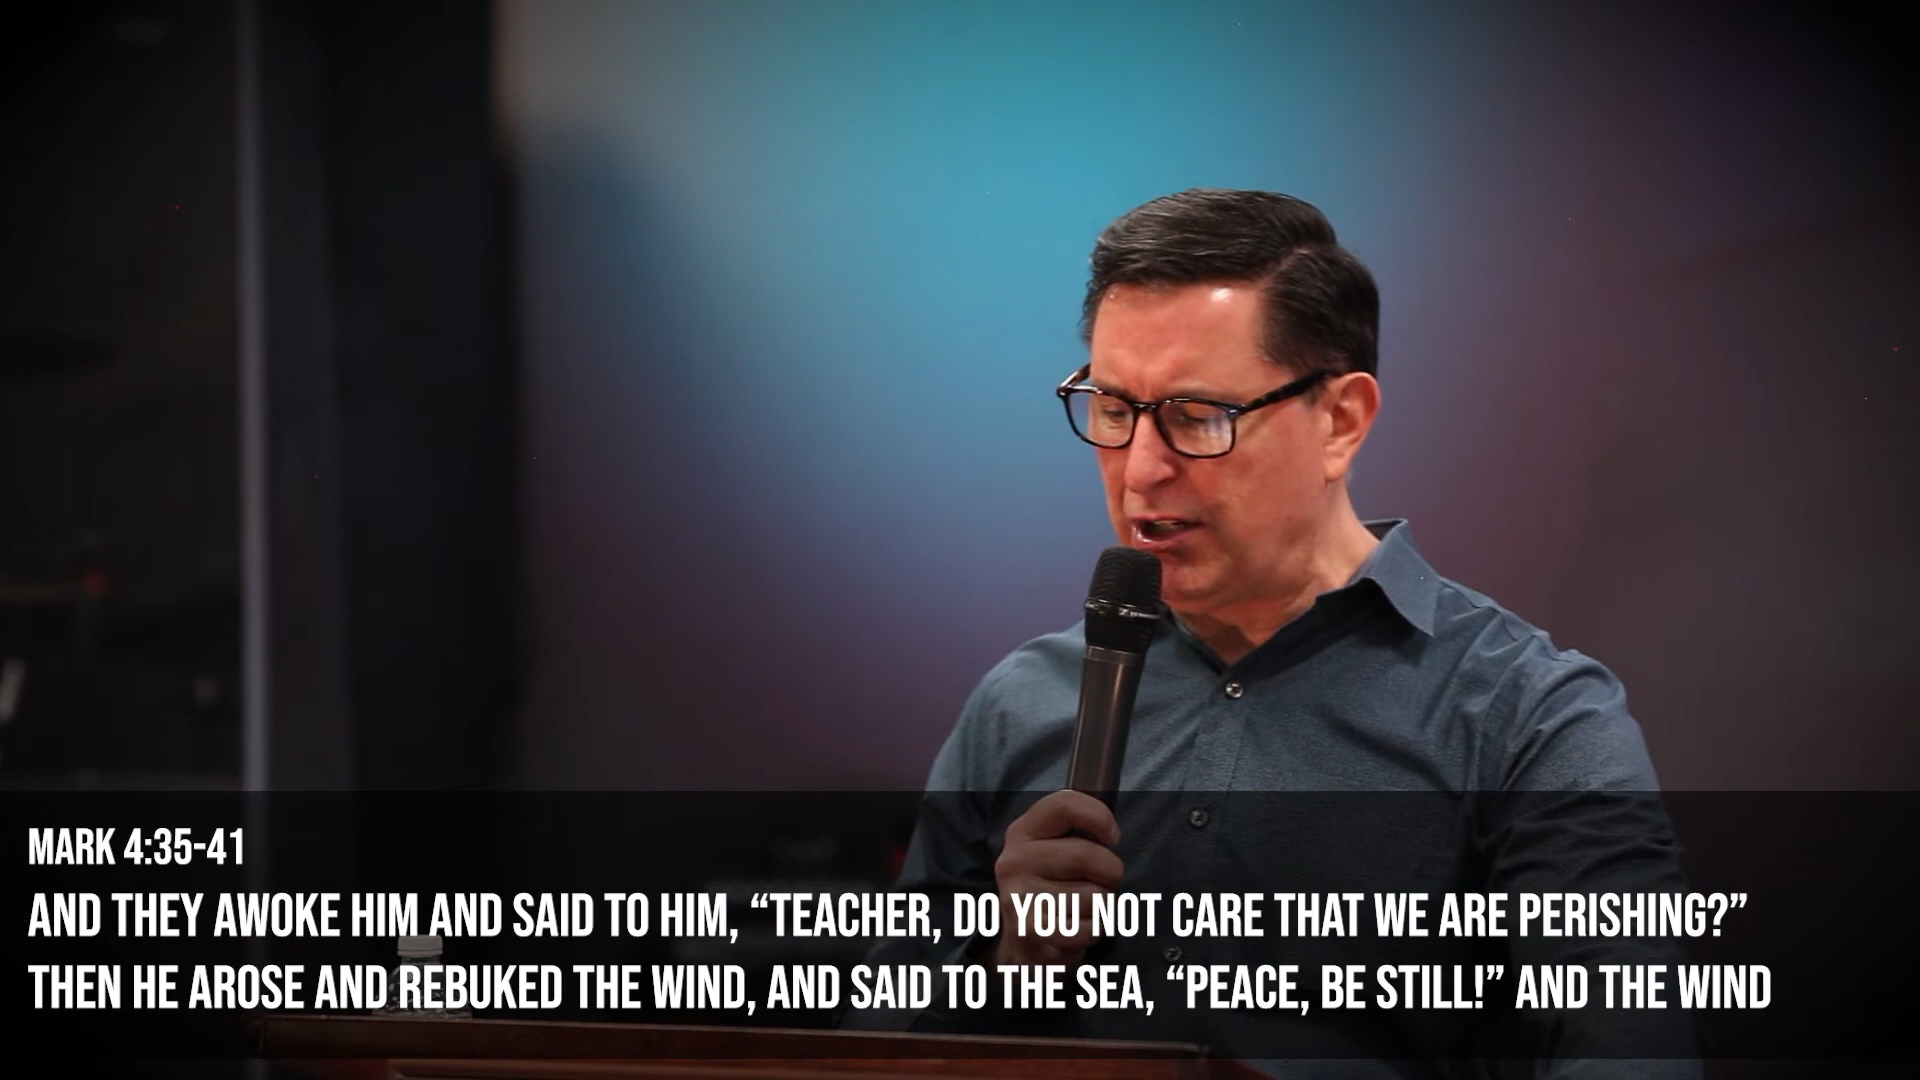 MARK 4:35-41
AND THEY AWOKE HIM AND SAID TO HIM, “TEACHER, DO YOU NOT CARE THAT WE ARE PERISHING?”
THEN HE AROSE AND REBUKED THE WIND, AND SAID TO THE SEA, “PEACE, BE STILL!” AND THE WIND